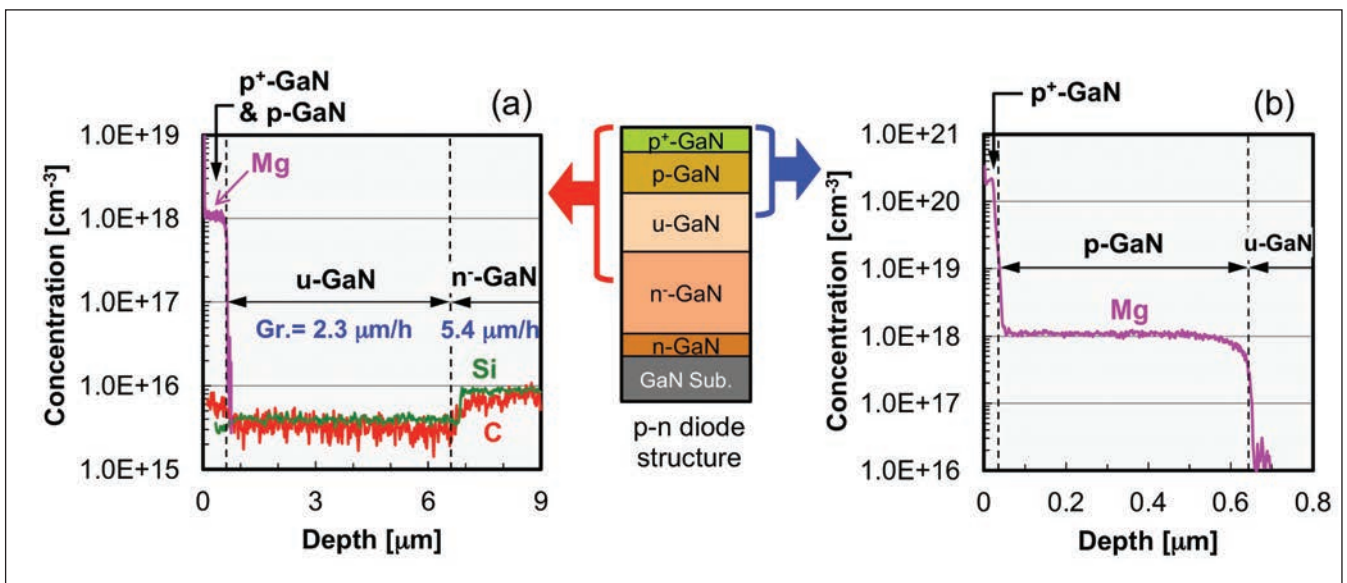 p⁺-GaN
& p-GaN
(a)
1.0E+19
1.0E+18
1.0E+17
1.0E+16
1.0E+15
Concentration [cm⁻³]
Mg
u-GaN
n⁻-GaN
Gr.= 2.3 μm/h
5.4 μm/h
Si
C
0
3
6
9
Depth [μm]
p⁺-GaN
p-GaN
u-GaN
n⁻-GaN
n-GaN
GaN Sub.
p-n diode
structure
p⁺-GaN
(b)
1.0E+21
1.0E+20
1.0E+19
1.0E+18
1.0E+17
1.0E+16
Concentration [cm⁻³]
p-GaN
u-GaN
Mg
0
0.2
0.4
0.6
0.8
Depth [μm]